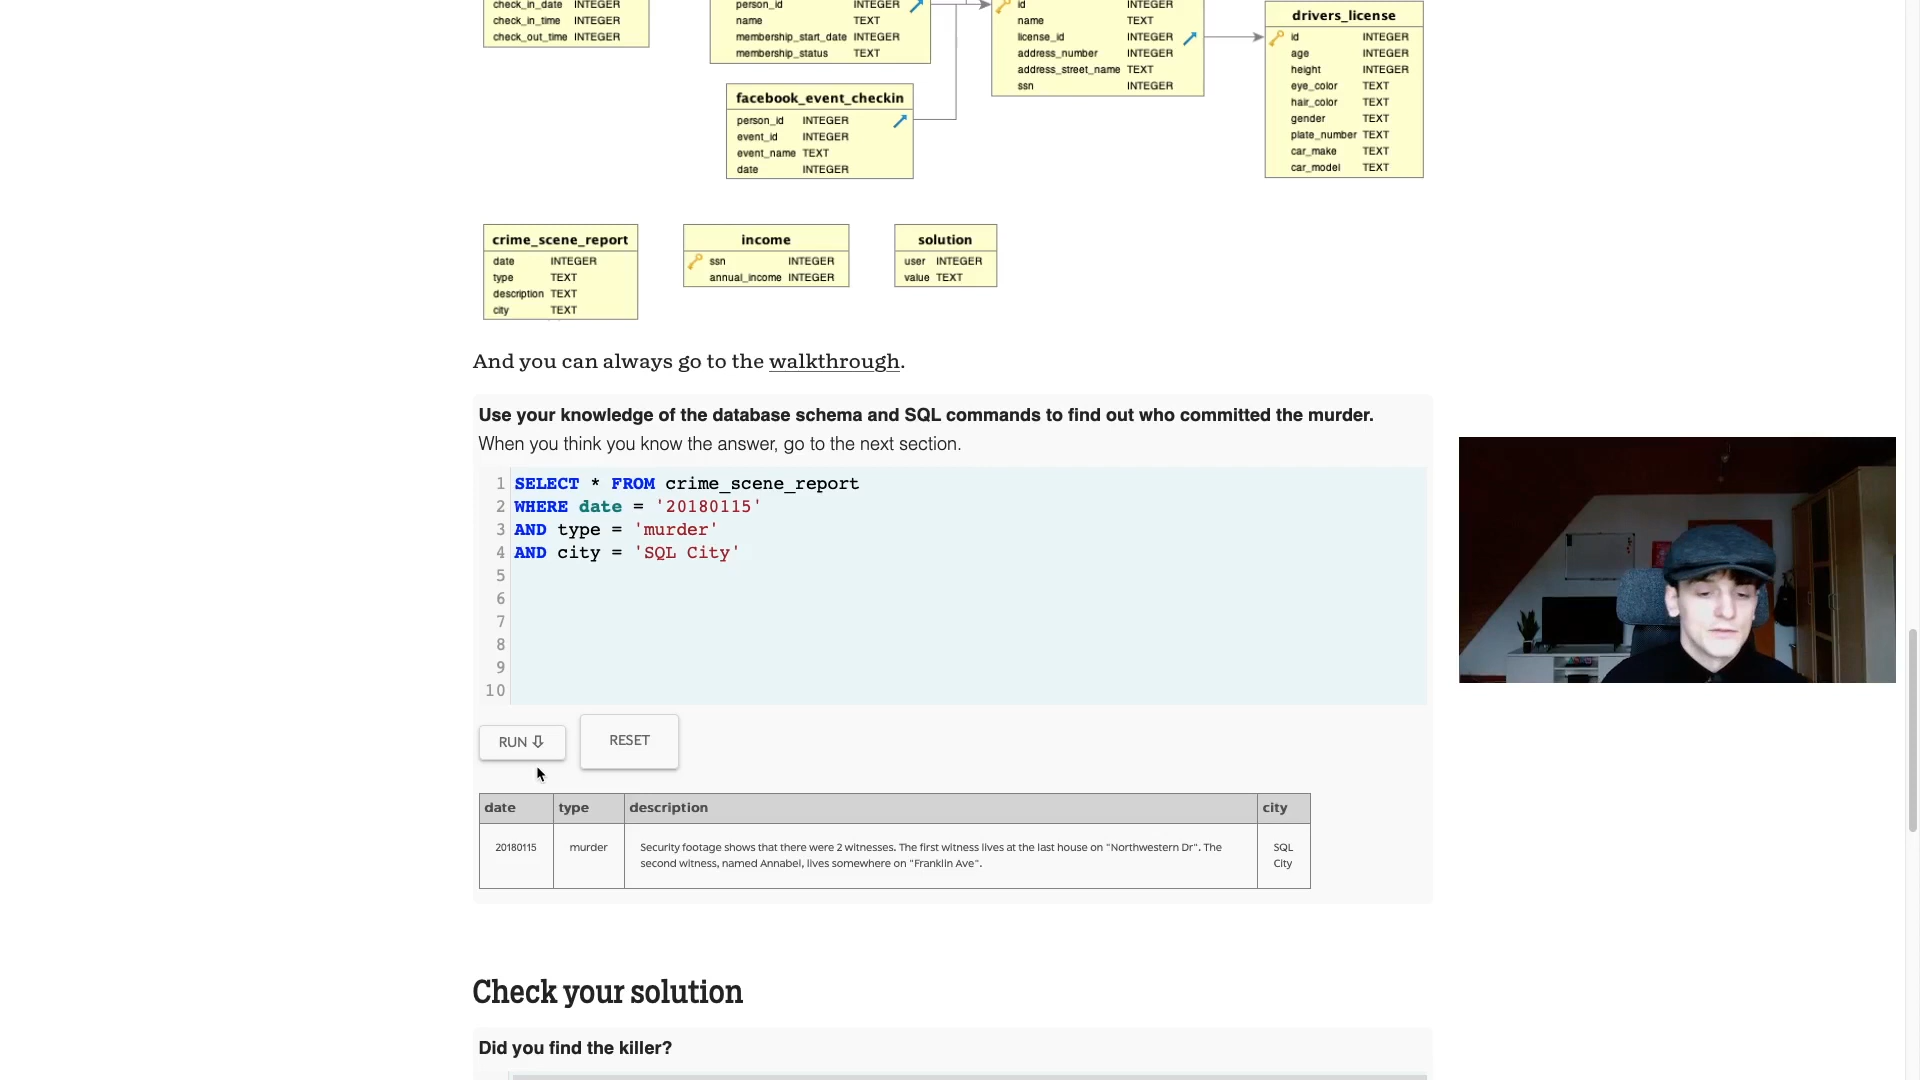 check_in_date INTEGER
check_in_time INTEGER
check_out_time INTEGER
person_id INTEGER
name TEXT
membership_start_date INTEGER
membership_status TEXT
id INTEGER
name TEXT
license_id INTEGER
address_number INTEGER
address_street_name TEXT
ssn INTEGER
drivers_license
id INTEGER
age INTEGER
height INTEGER
eye_color TEXT
hair_color TEXT
gender TEXT
plate_number TEXT
car_make TEXT
car_model TEXT
facebook_event_checkin
person_id INTEGER
event_id INTEGER
event_name TEXT
date INTEGER
crime_scene_report
date INTEGER
type TEXT
description TEXT
city TEXT
income
ssn INTEGER
annual_income INTEGER
solution
user INTEGER
value TEXT
And you can always go to the walkthrough.
Use your knowledge of the database schema and SQL commands to find out who committed the murder.
When you think you know the answer, go to the next section.
1 SELECT * FROM crime_scene_report
2 WHERE date = '20180115'
3 AND type = 'murder'
4 AND city = 'SQL City'
5
6
7
8
9
10
RUN ⇩ RESET
date type description city
20180115 murder Security footage shows that there were 2 witnesses. The first witness lives at the last house on "Northwestern Dr". The SQL
second witness, named Annabel, lives somewhere on "Franklin Ave". City
Check your solution
Did you find the killer?